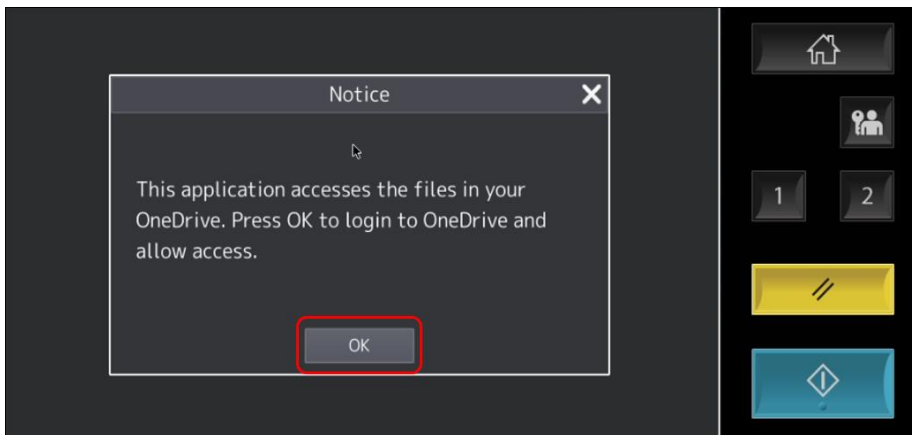 Notice
This application accesses the files in your
OneDrive. Press OK to login to OneDrive and
allow access.
OK
1
2